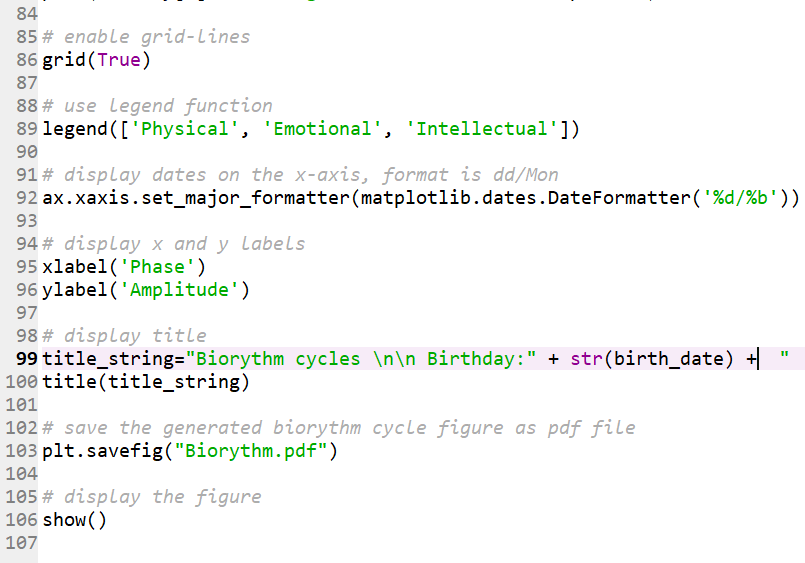 84
85 # enable grid-lines
86 grid(True)
87
88 # use legend function
89 legend(['Physical', 'Emotional', 'Intellectual'])
90
91 # display dates on the x-axis, format is dd/Mon
92 ax.xaxis.set_major_formatter(matplotlib.dates.DateFormatter('%d/%b'))
93
94 # display x and y labels
95 xlabel('Phase')
96 ylabel('Amplitude')
97
98 # display title
99 title_string="Biorythm cycles \n\n Birthday:" + str(birth_date) +  "
100 title(title_string)
101
102 # save the generated biorythm cycle figure as pdf file
103 plt.savefig("Biorythm.pdf")
104
105 # display the figure
106 show()
107